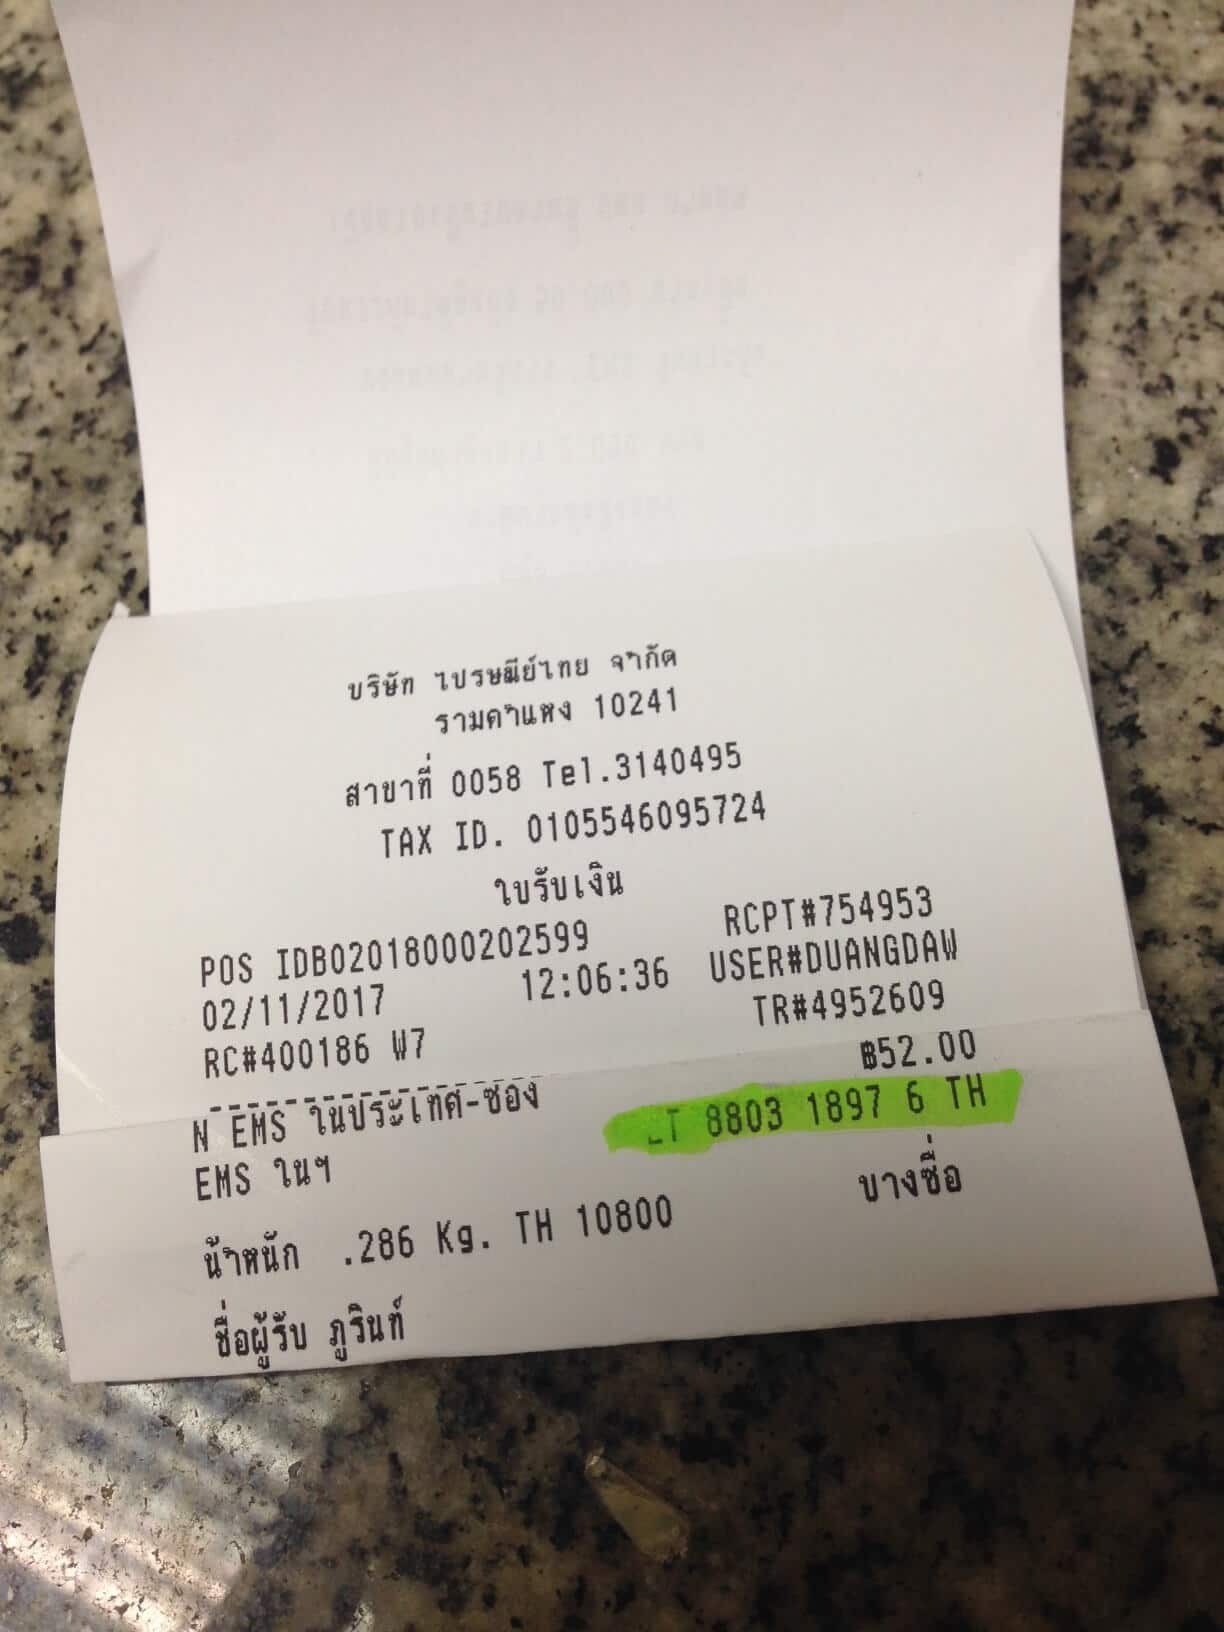 บริษัท ไปรษณีย์ไทย จำกัด
รามคำแหง 10241
สาขาที่ 0058 Tel.3140495
TAX ID. 0105546095724
ใบรับเงิน
POS IDB02018000202599 RCPT#754953
02/11/2017 12:06:36 USER#DUANGDAW
RC#400186 W7 TR#4952609
N EMS ในประเทศ-ซอง ฿52.00
EMS ในฯ 8803 1897 6 TH
น้ำหนัก .286 Kg. TH 10800 บางซื่อ
ชื่อผู้รับ ภูรินท์